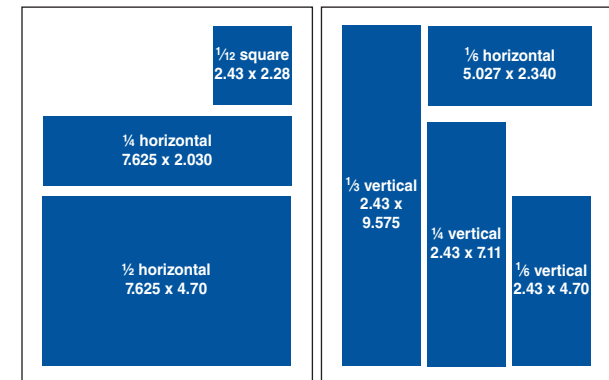 1/12 square
2.43 x 2.28
¼ horizontal
7.625 x 2.030
½ horizontal
7.625 x 4.70
1/6 horizontal
5.027 x 2.340
1/3 vertical
2.43 x
9.575
¼ vertical
2.43 x 7.11
1/6 vertical
2.43 x 4.70